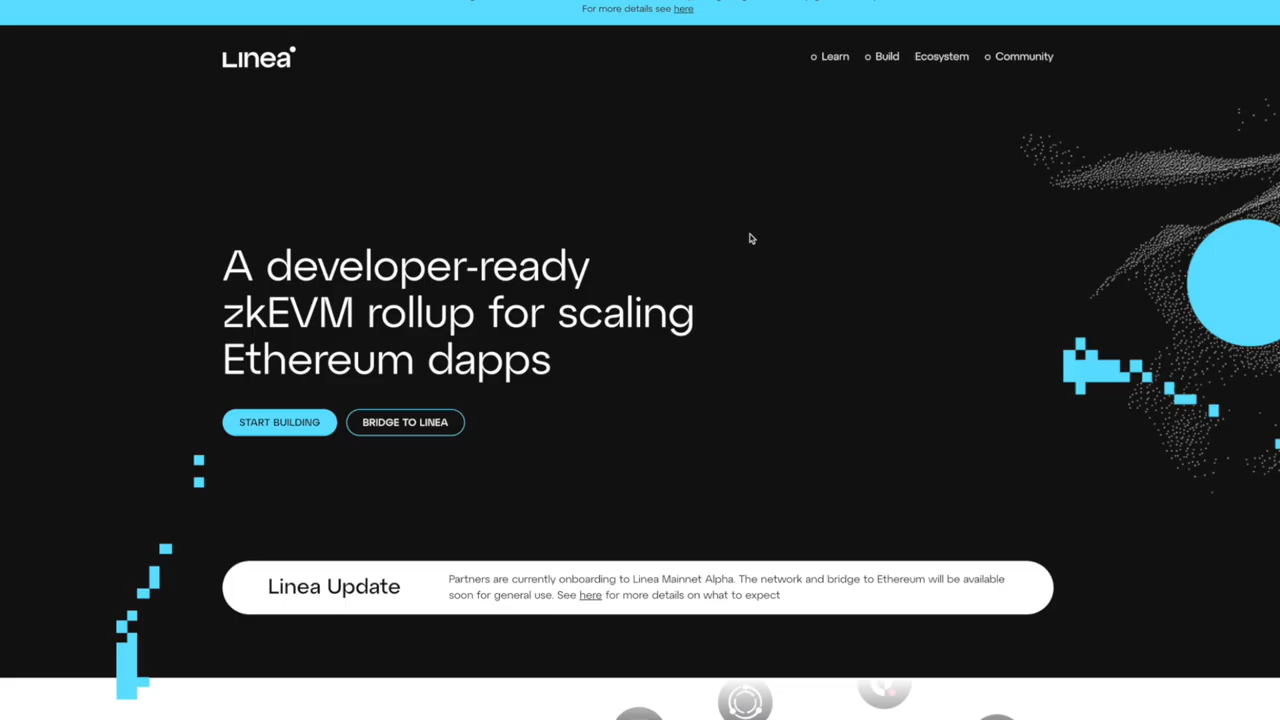 For more details see here
Linea
Learn
Build
Ecosystem
Community
A developer-ready
zkEVM rollup for scaling
Ethereum dapps
START BUILDING
BRIDGE TO LINEA
Linea Update
Partners are currently onboarding to Linea Mainnet Alpha. The network and bridge to Ethereum will be available
soon for general use. See here for more details on what to expect